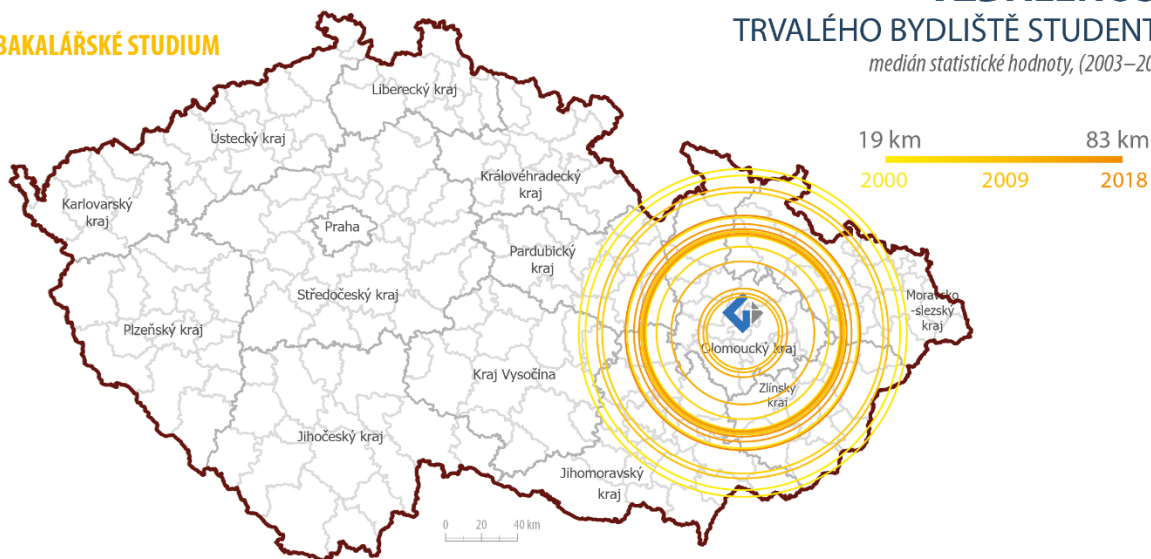 BAKALÁŘSKÉ STUDIUM
TRVALÉHO BYDLIŠTĚ STUDENT
medián statistické hodnoty, (2003–20
19 km 83 km
2000 2009 2018
Liberecký kraj
Ústecký kraj
Karlovarský
kraj
Královéhradecký
kraj
Praha
Pardubický
kraj
Středočeský kraj
Plzeňský kraj
Moravsko
-slezský
kraj
Olomoucký kraj
Kraj Vysočina
Zlínský
kraj
Jihočeský kraj
Jihomoravský
kraj
0 20 40 km